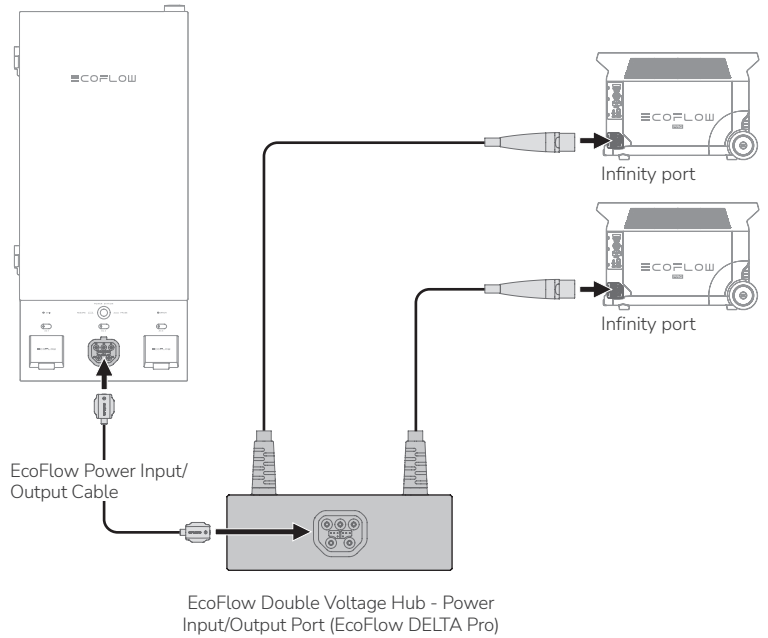 ECOFLOW
ECOFLOW
Infinity port
ECOFLOW
Infinity port
EcoFlow Power Input/
Output Cable
EcoFlow Double Voltage Hub - Power
Input/Output Port (EcoFlow DELTA Pro)